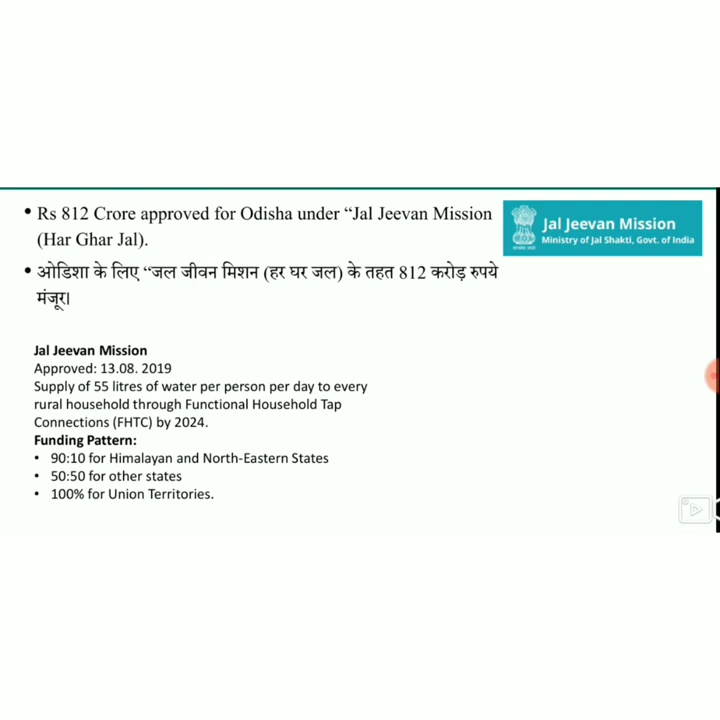 • Rs 812 Crore approved for Odisha under “Jal Jeevan Mission
(Har Ghar Jal).
Jal Jeevan Mission
Ministry of Jal Shakti, Govt. of India
• ओडिशा के लिए “जल जीवन मिशन (हर घर जल) के तहत 812 करोड़ रुपये
मंजूर।
Jal Jeevan Mission
Approved: 13.08. 2019
Supply of 55 litres of water per person per day to every
rural household through Functional Household Tap
Connections (FHTC) by 2024.
Funding Pattern:
• 90:10 for Himalayan and North-Eastern States
• 50:50 for other states
• 100% for Union Territories.